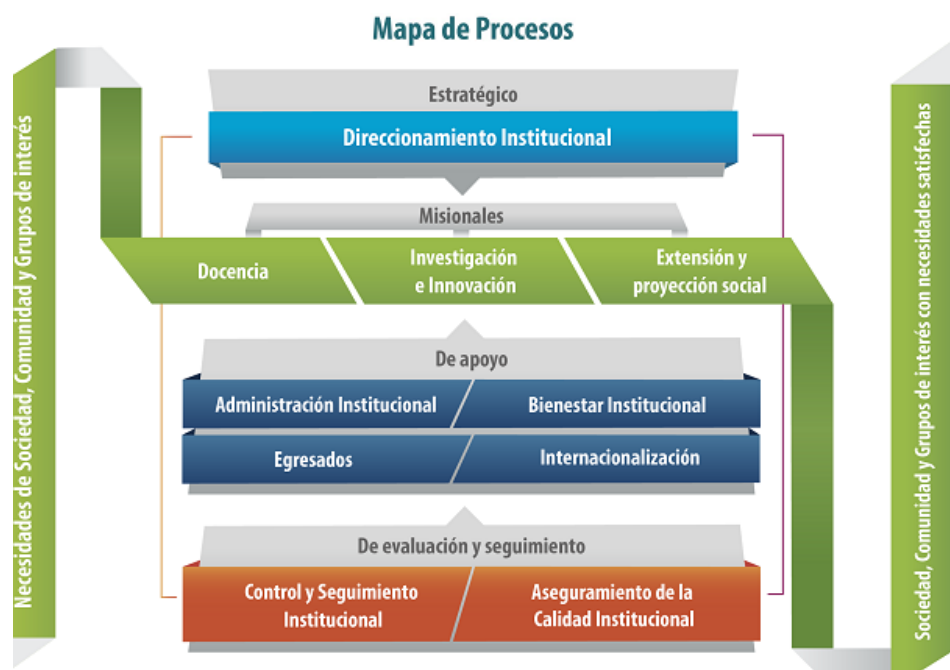 Mapa de Procesos
Necesidades de Sociedad, Comunidad y Grupos de interés
Estratégico
Direccionamiento Institucional
Misionales
Docencia
Investigación
e Innovación
Extensión y
proyección social
De apoyo
Administración Institucional
Bienestar Institucional
Egresados
Internacionalización
De evaluación y seguimiento
Control y Seguimiento
Institucional
Aseguramiento de la
Calidad Institucional
Sociedad, Comunidad y Grupos de interés con necesidades satisfechas